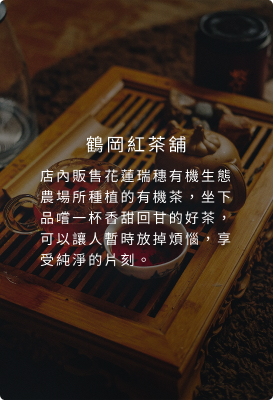 鶴岡紅茶舖
店內販售花蓮瑞穗有機生態
農場所種植的有機茶，坐下
品嚐一杯香甜回甘的好茶，
可以讓人暫時放掉煩惱，享
受純淨的片刻。